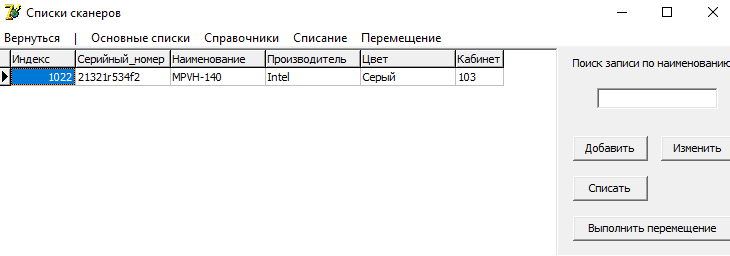 Списки сканеров
Вернуться | Основные списки Справочники Списание Перемещение
Индекс Серийный_номер Наименование Производитель Цвет Кабинет
1022 21321r534f2 MPVH-140 Intel Серый 103
Поиск записи по наименованию
Добавить Изменить
Списать
Выполнить перемещение